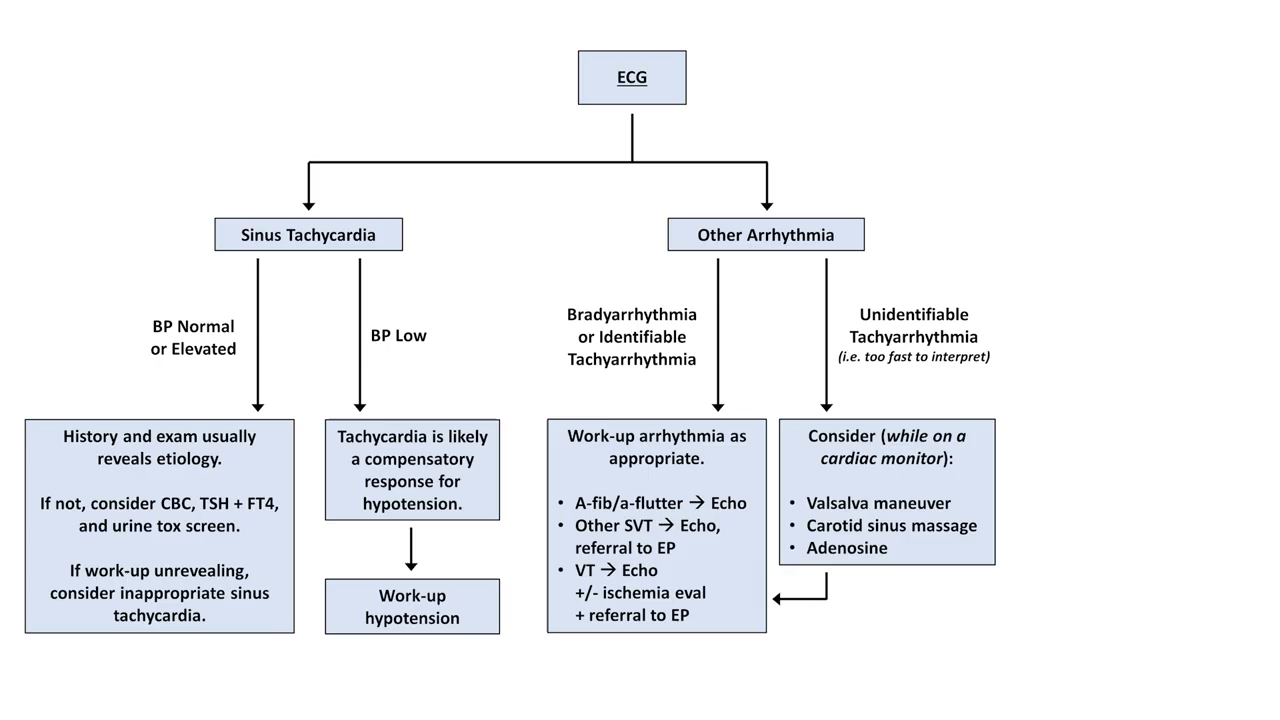 ECG
Sinus Tachycardia
Other Arrhythmia
BP Normal
or Elevated
BP Low
Bradyarrhythmia
or Identifiable
Tachyarrhythmia
Unidentifiable
Tachyarrhythmia
(i.e. too fast to interpret)
History and exam usually
reveals etiology.
If not, consider CBC, TSH + FT4,
and urine tox screen.
If work-up unrevealing,
consider inappropriate sinus
tachycardia.
Tachycardia is likely
a compensatory
response for
hypotension.
Work-up
hypotension
Work-up arrhythmia as
appropriate.
• A-fib/a-flutter → Echo
• Other SVT → Echo,
referral to EP
• VT → Echo
+/- ischemia eval
+ referral to EP
Consider (while on a
cardiac monitor):
• Valsalva maneuver
• Carotid sinus massage
• Adenosine